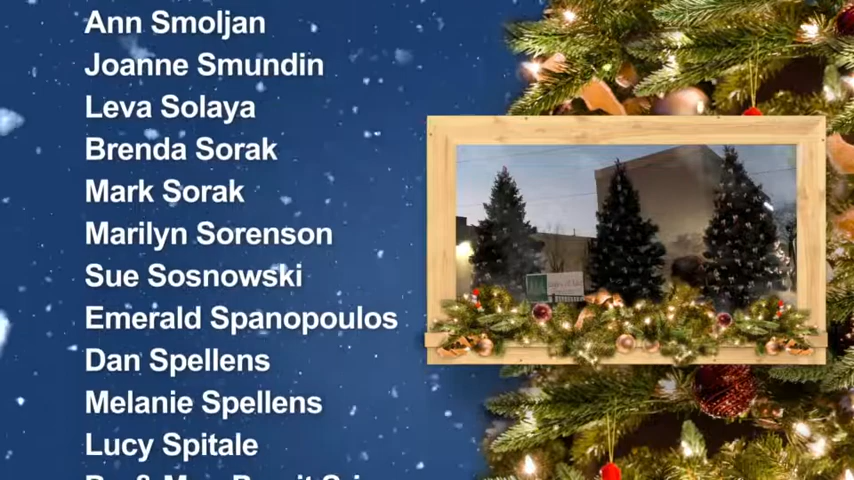 Ann Smoljan
Joanne Smundin
Leva Solaya
Brenda Sorak
Mark Sorak
Marilyn Sorenson
Sue Sosnowski
Emerald Spanopoulos
Dan Spellens
Melanie Spellens
Lucy Spitale